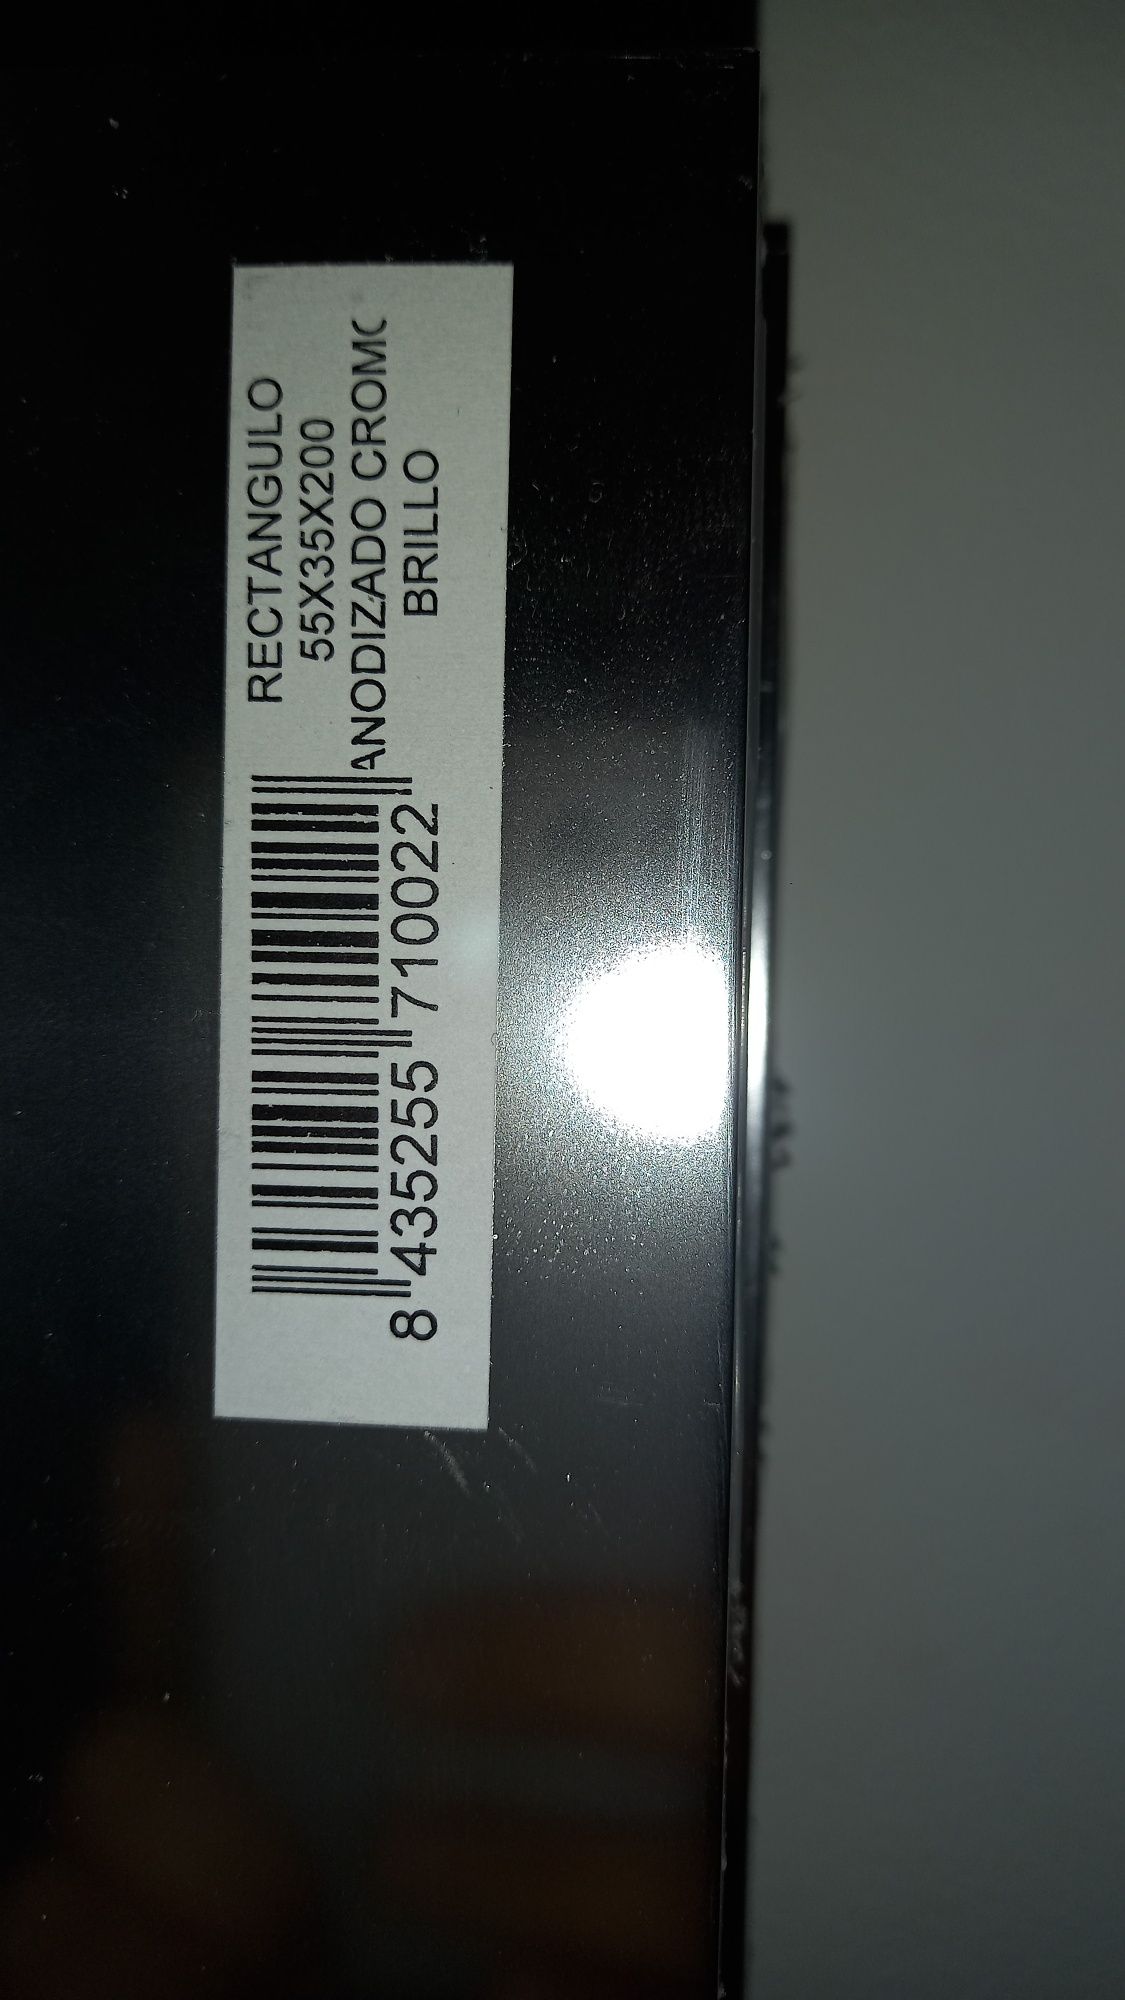 RECTANGULO
55X35X200
ANODIZADO CROMO
BRILLO
8 435255 710022